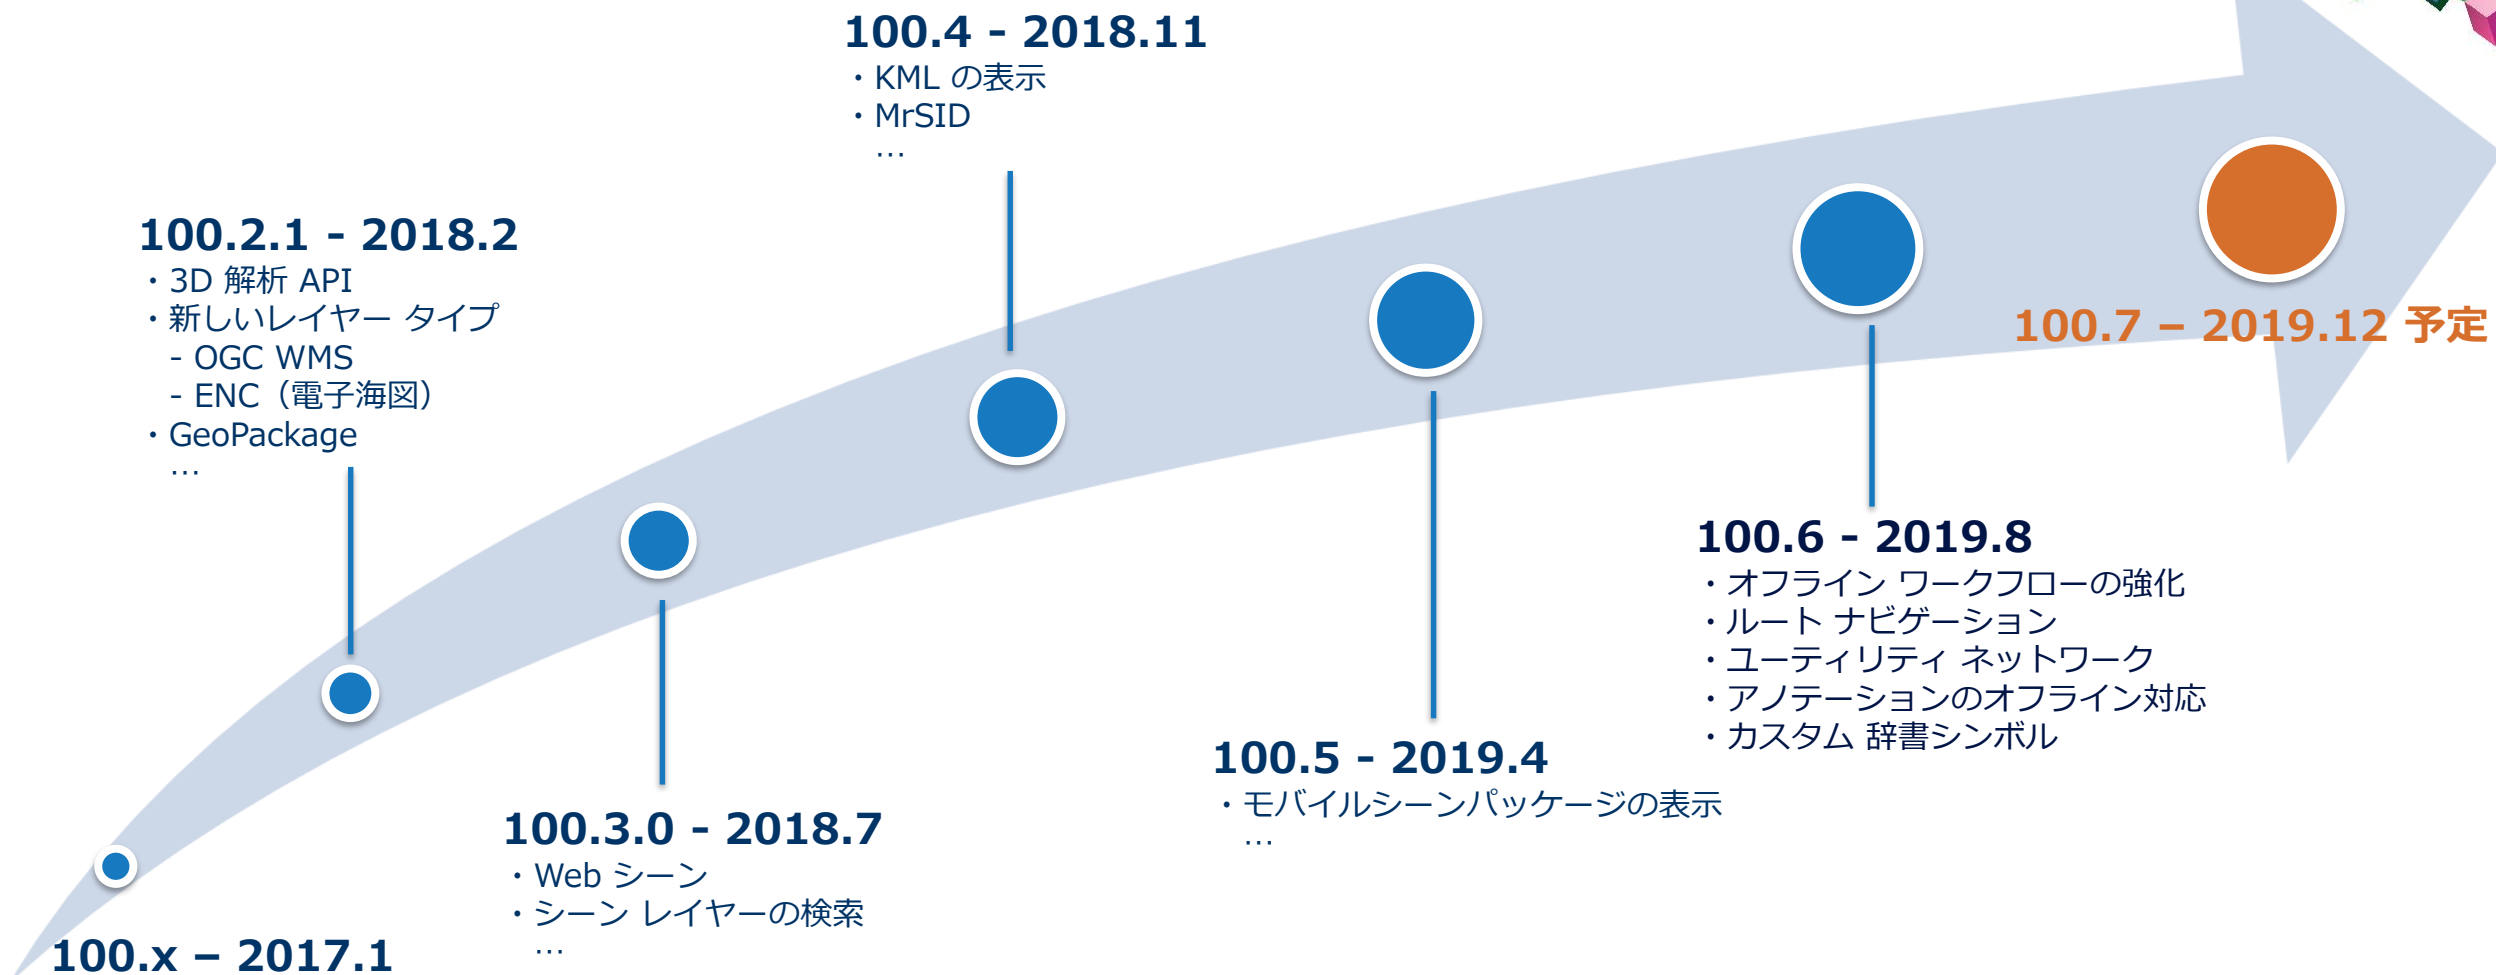 100.x – 2017.1
100.2.1 - 2018.2
・3D 解析 API
・新しいレイヤー タイプ
- OGC WMS
- ENC（電子海図）
・GeoPackage
…
100.3.0 - 2018.7
・Web シーン
・シーン レイヤーの検索
…
100.4 - 2018.11
・KML の表示
・MrSID
…
100.5 - 2019.4
・モバイルシーンパッケージの表示
…
100.6 - 2019.8
・オフライン ワークフローの強化
・ルート ナビゲーション
・ユーティリティ ネットワーク
・アノテーションのオフライン対応
・カスタム 辞書シンボル
100.7 – 2019.12 予定